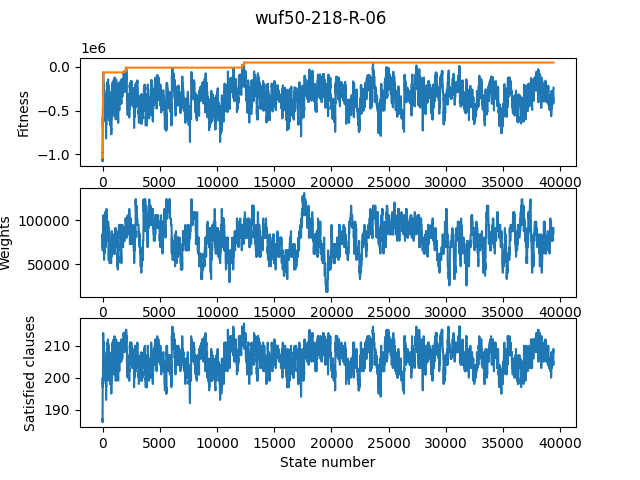 wuf50-218-R-06
1e6
0.0
−0.5
−1.0
Fitness
0 5000 10000 15000 20000 25000 30000 35000 40000
100000
50000
Weights
0 5000 10000 15000 20000 25000 30000 35000 40000
210
200
190
Satisfied clauses
0 5000 10000 15000 20000 25000 30000 35000 40000
State number